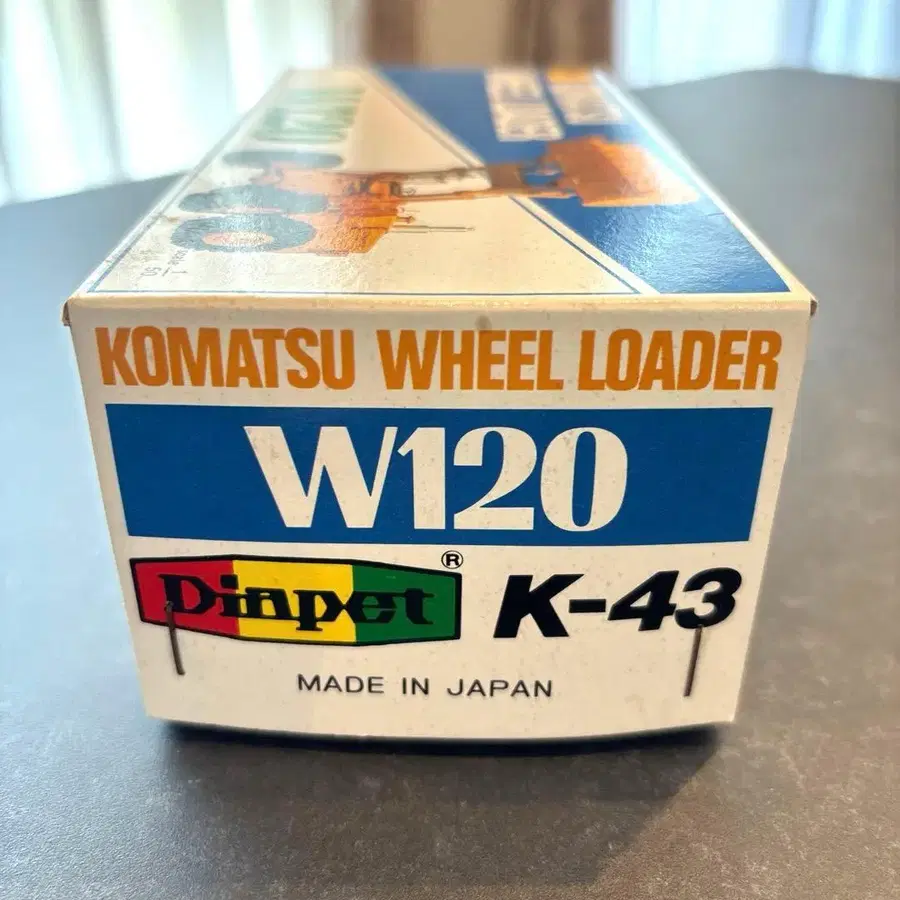 KOMATSU WHEEL LOADER
W120
Diapet® K-43
MADE IN JAPAN